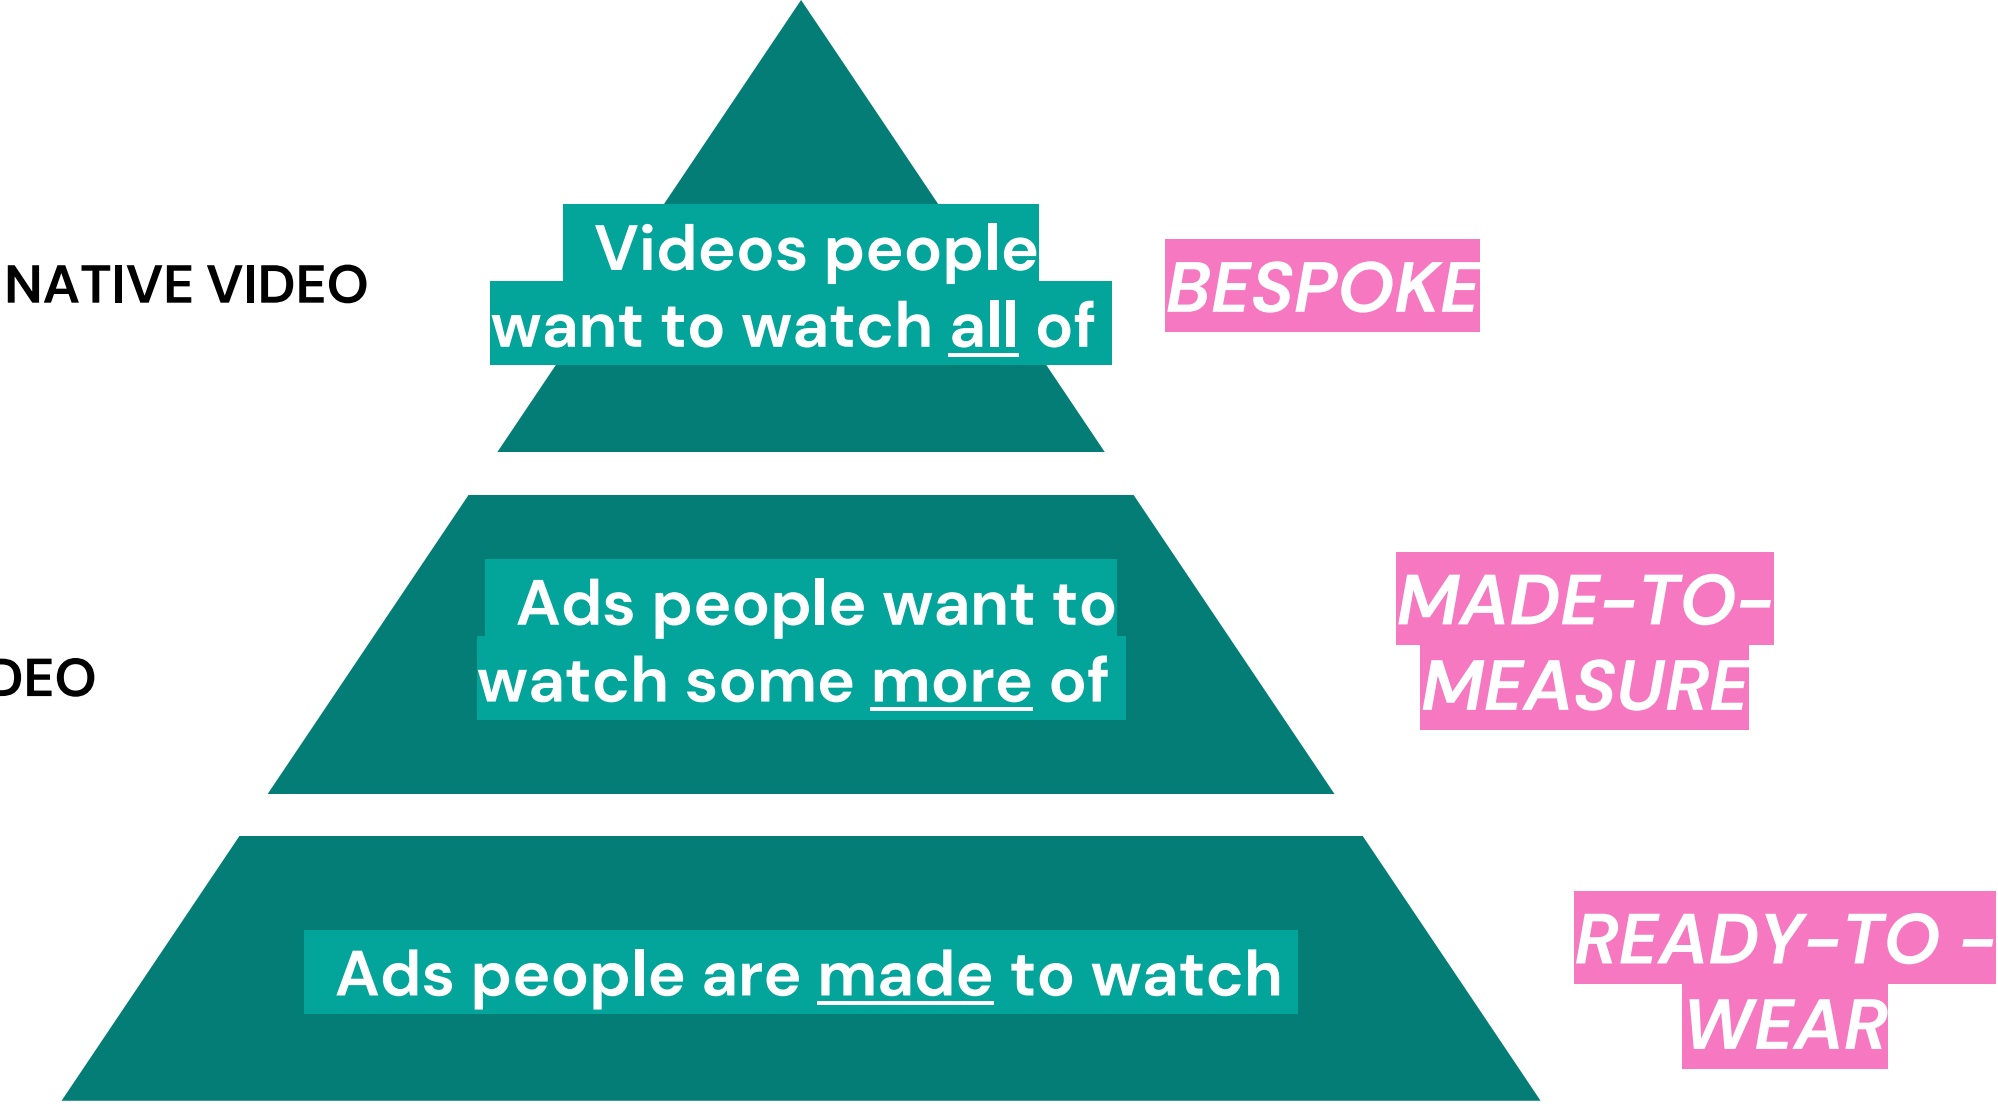 NATIVE VIDEO
Videos people
want to watch all of
BESPOKE
DEO
Ads people want to
watch some more of
MADE-TO-
MEASURE
Ads people are made to watch
READY-TO -
WEAR